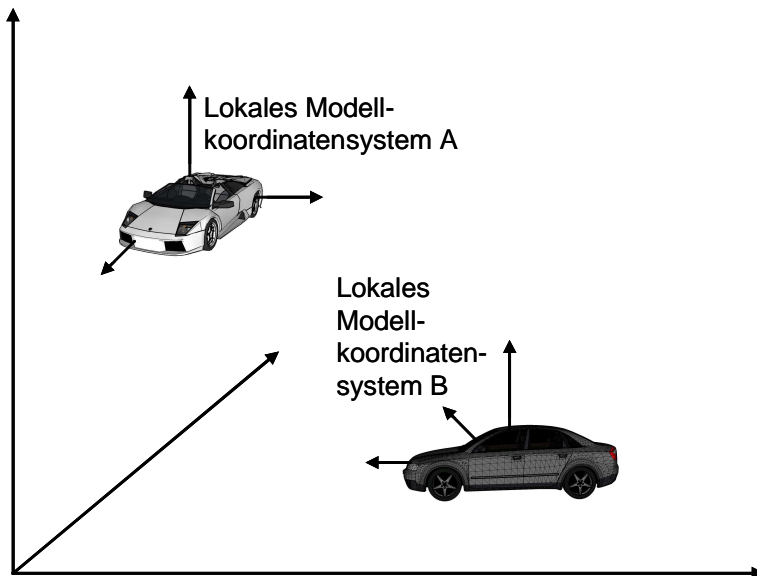 Lokales Modell-
koordinatensystem A
Lokales
Modell-
koordinaten-
system B